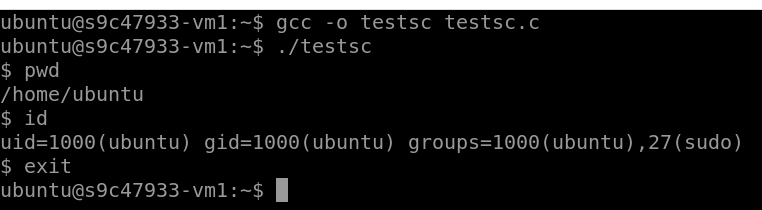 ubuntu@s9c47933-vm1:~$ gcc -o testsc testsc.c
ubuntu@s9c47933-vm1:~$ ./testsc
$ pwd
/home/ubuntu
$ id
uid=1000(ubuntu) gid=1000(ubuntu) groups=1000(ubuntu),27(sudo)
$ exit
ubuntu@s9c47933-vm1:~$